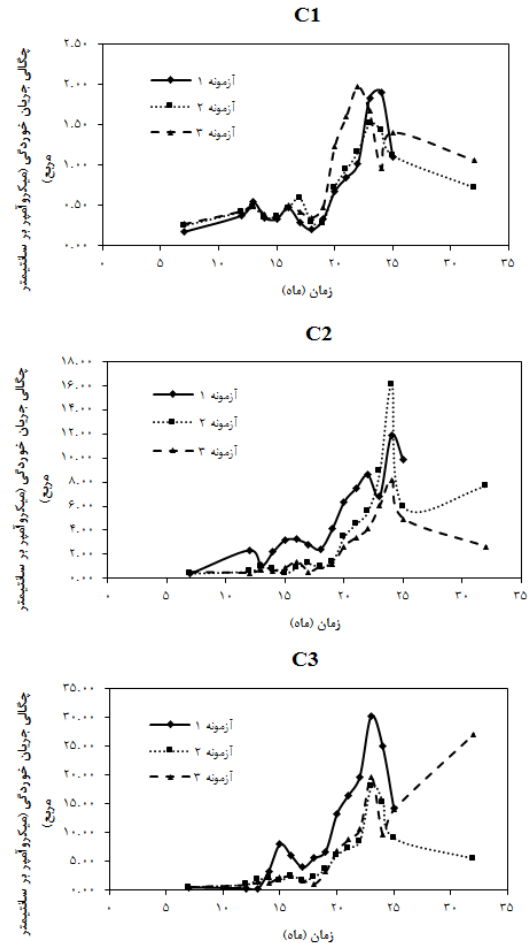 C1
چگالی جریان خوردگی (میکروآمپر بر سانتیمتر
مربع)
۲.۵۰
۲.۰۰
۱.۵۰
۱.۰۰
۰.۵۰
۰.۰۰
آزمونه ۱
آزمونه ۲
آزمونه ۳
۰ ۵ ۱۰ ۱۵ ۲۰ ۲۵ ۳۰ ۳۵
زمان (ماه)
C2
چگالی جریان خوردگی (میکروآمپر بر سانتیمتر
مربع)
۱۸.۰۰
۱۶.۰۰
۱۴.۰۰
۱۲.۰۰
۱۰.۰۰
۸.۰۰
۶.۰۰
۴.۰۰
۲.۰۰
۰.۰۰
آزمونه ۱
آزمونه ۲
آزمونه ۳
۰ ۵ ۱۰ ۱۵ ۲۰ ۲۵ ۳۰ ۳۵
زمان (ماه)
C3
چگالی جریان خوردگی (میکروآمپر بر سانتیمتر
مربع)
۳۵.۰۰
۳۰.۰۰
۲۵.۰۰
۲۰.۰۰
۱۵.۰۰
۱۰.۰۰
۵.۰۰
۰.۰۰
آزمونه ۱
آزمونه ۲
آزمونه ۳
۰ ۵ ۱۰ ۱۵ ۲۰ ۲۵ ۳۰ ۳۵
زمان (ماه)